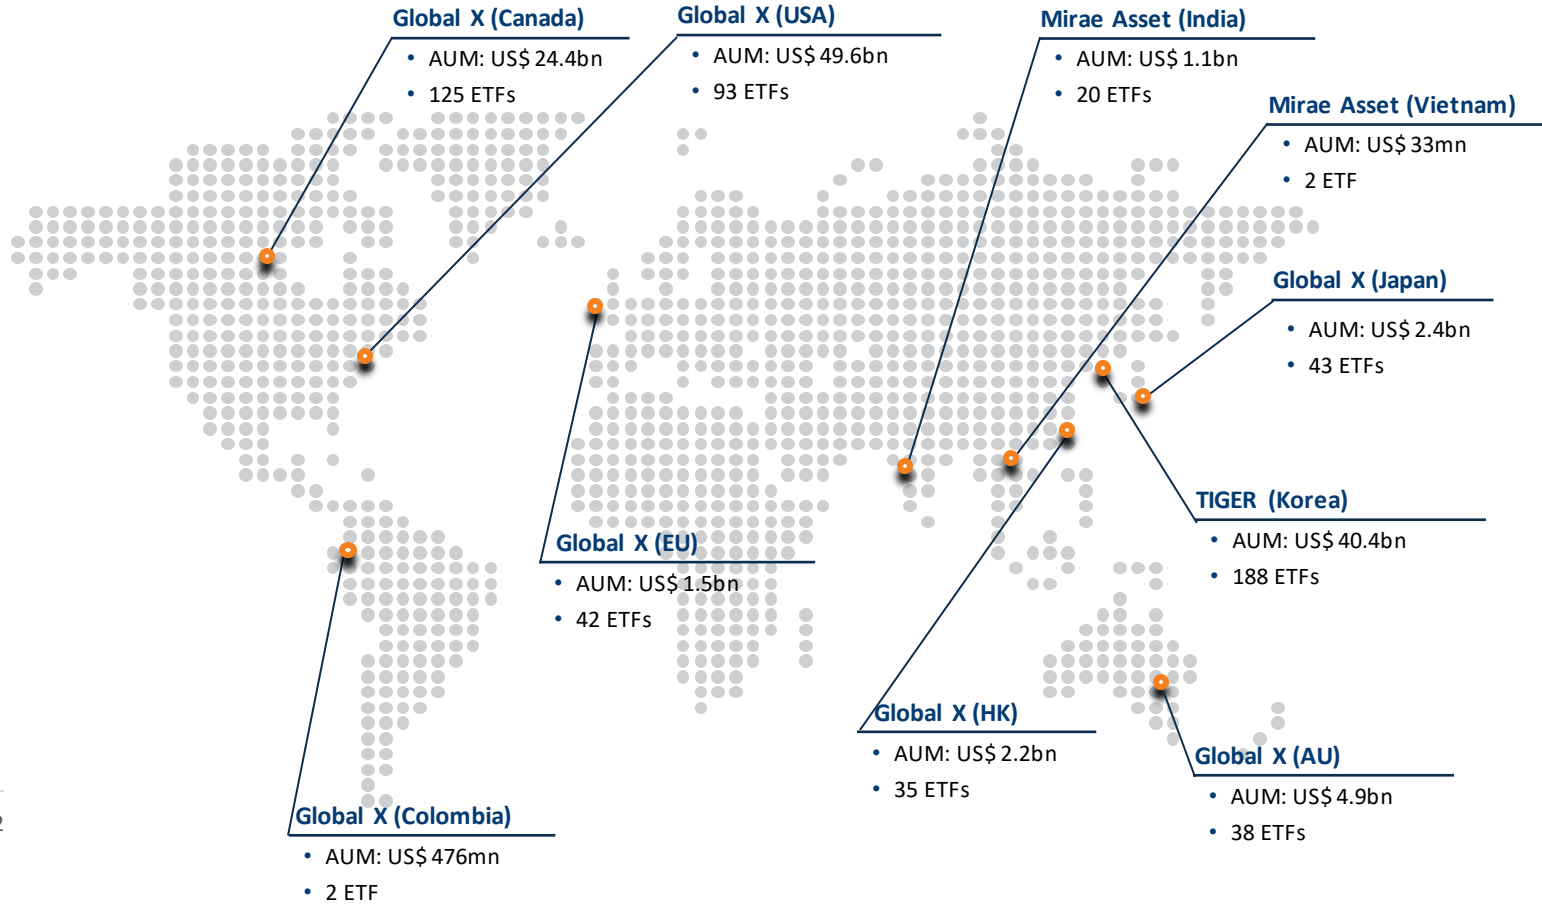 Global X (Canada)
• AUM: US$ 24.4bn
• 125 ETFs
Global X (USA)
• AUM: US$ 49.6bn
• 93 ETFs
Mirae Asset (India)
• AUM: US$ 1.1bn
• 20 ETFs
Mirae Asset (Vietnam)
• AUM: US$ 33mn
• 2 ETF
Global X (Japan)
• AUM: US$ 2.4bn
• 43 ETFs
TIGER (Korea)
• AUM: US$ 40.4bn
• 188 ETFs
Global X (EU)
• AUM: US$ 1.5bn
• 42 ETFs
Global X (HK)
• AUM: US$ 2.2bn
• 35 ETFs
Global X (AU)
• AUM: US$ 4.9bn
• 38 ETFs
Global X (Colombia)
• AUM: US$ 476mn
• 2 ETF
2